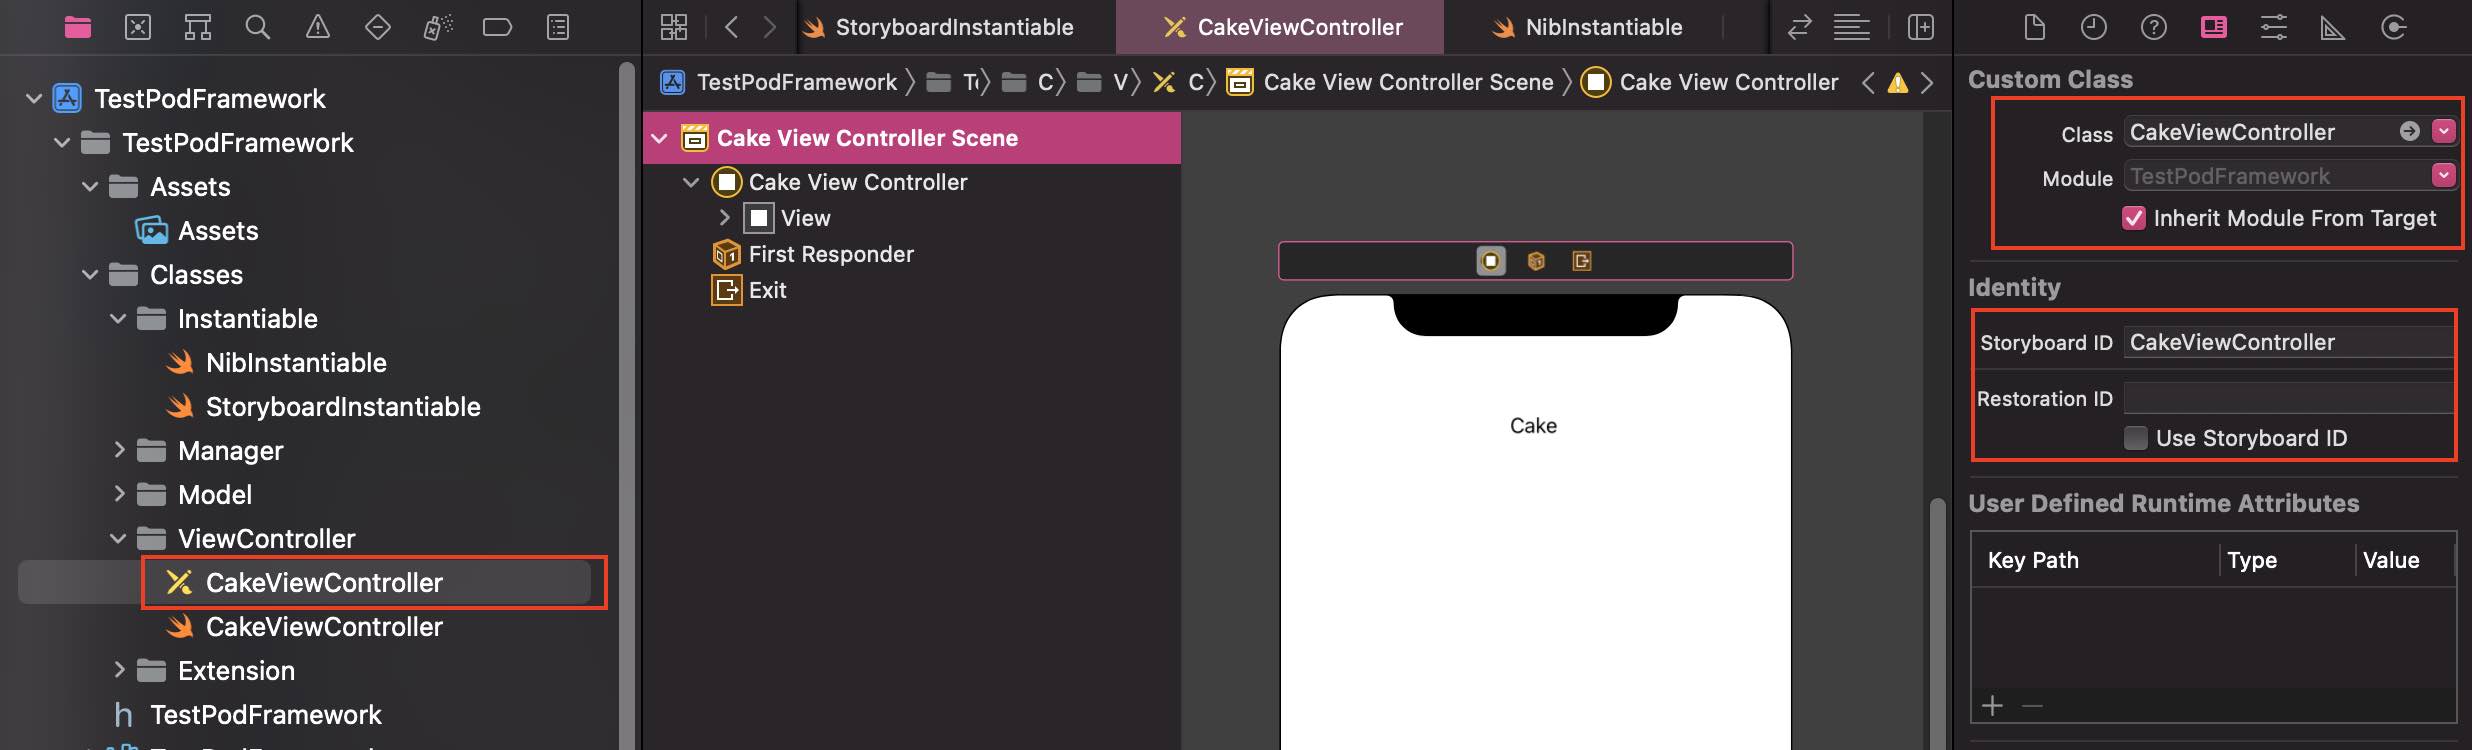 StoryboardInstantiable
CakeViewController
NibInstantiable
TestPodFramework
TestPodFramework
Assets
Assets
Classes
Instantiable
NibInstantiable
StoryboardInstantiable
Manager
Model
ViewController
CakeViewController
CakeViewController
Extension
h TestPodFramework
TestPodFramework C V C Cake View Controller Scene Cake View Controller
Cake View Controller Scene
Cake View Controller
View
First Responder
Exit
Cake
Custom Class
Class CakeViewController
Module TestPodFramework
Inherit Module From Target
Identity
Storyboard ID CakeViewController
Restoration ID
Use Storyboard ID
User Defined Runtime Attributes
Key Path Type Value